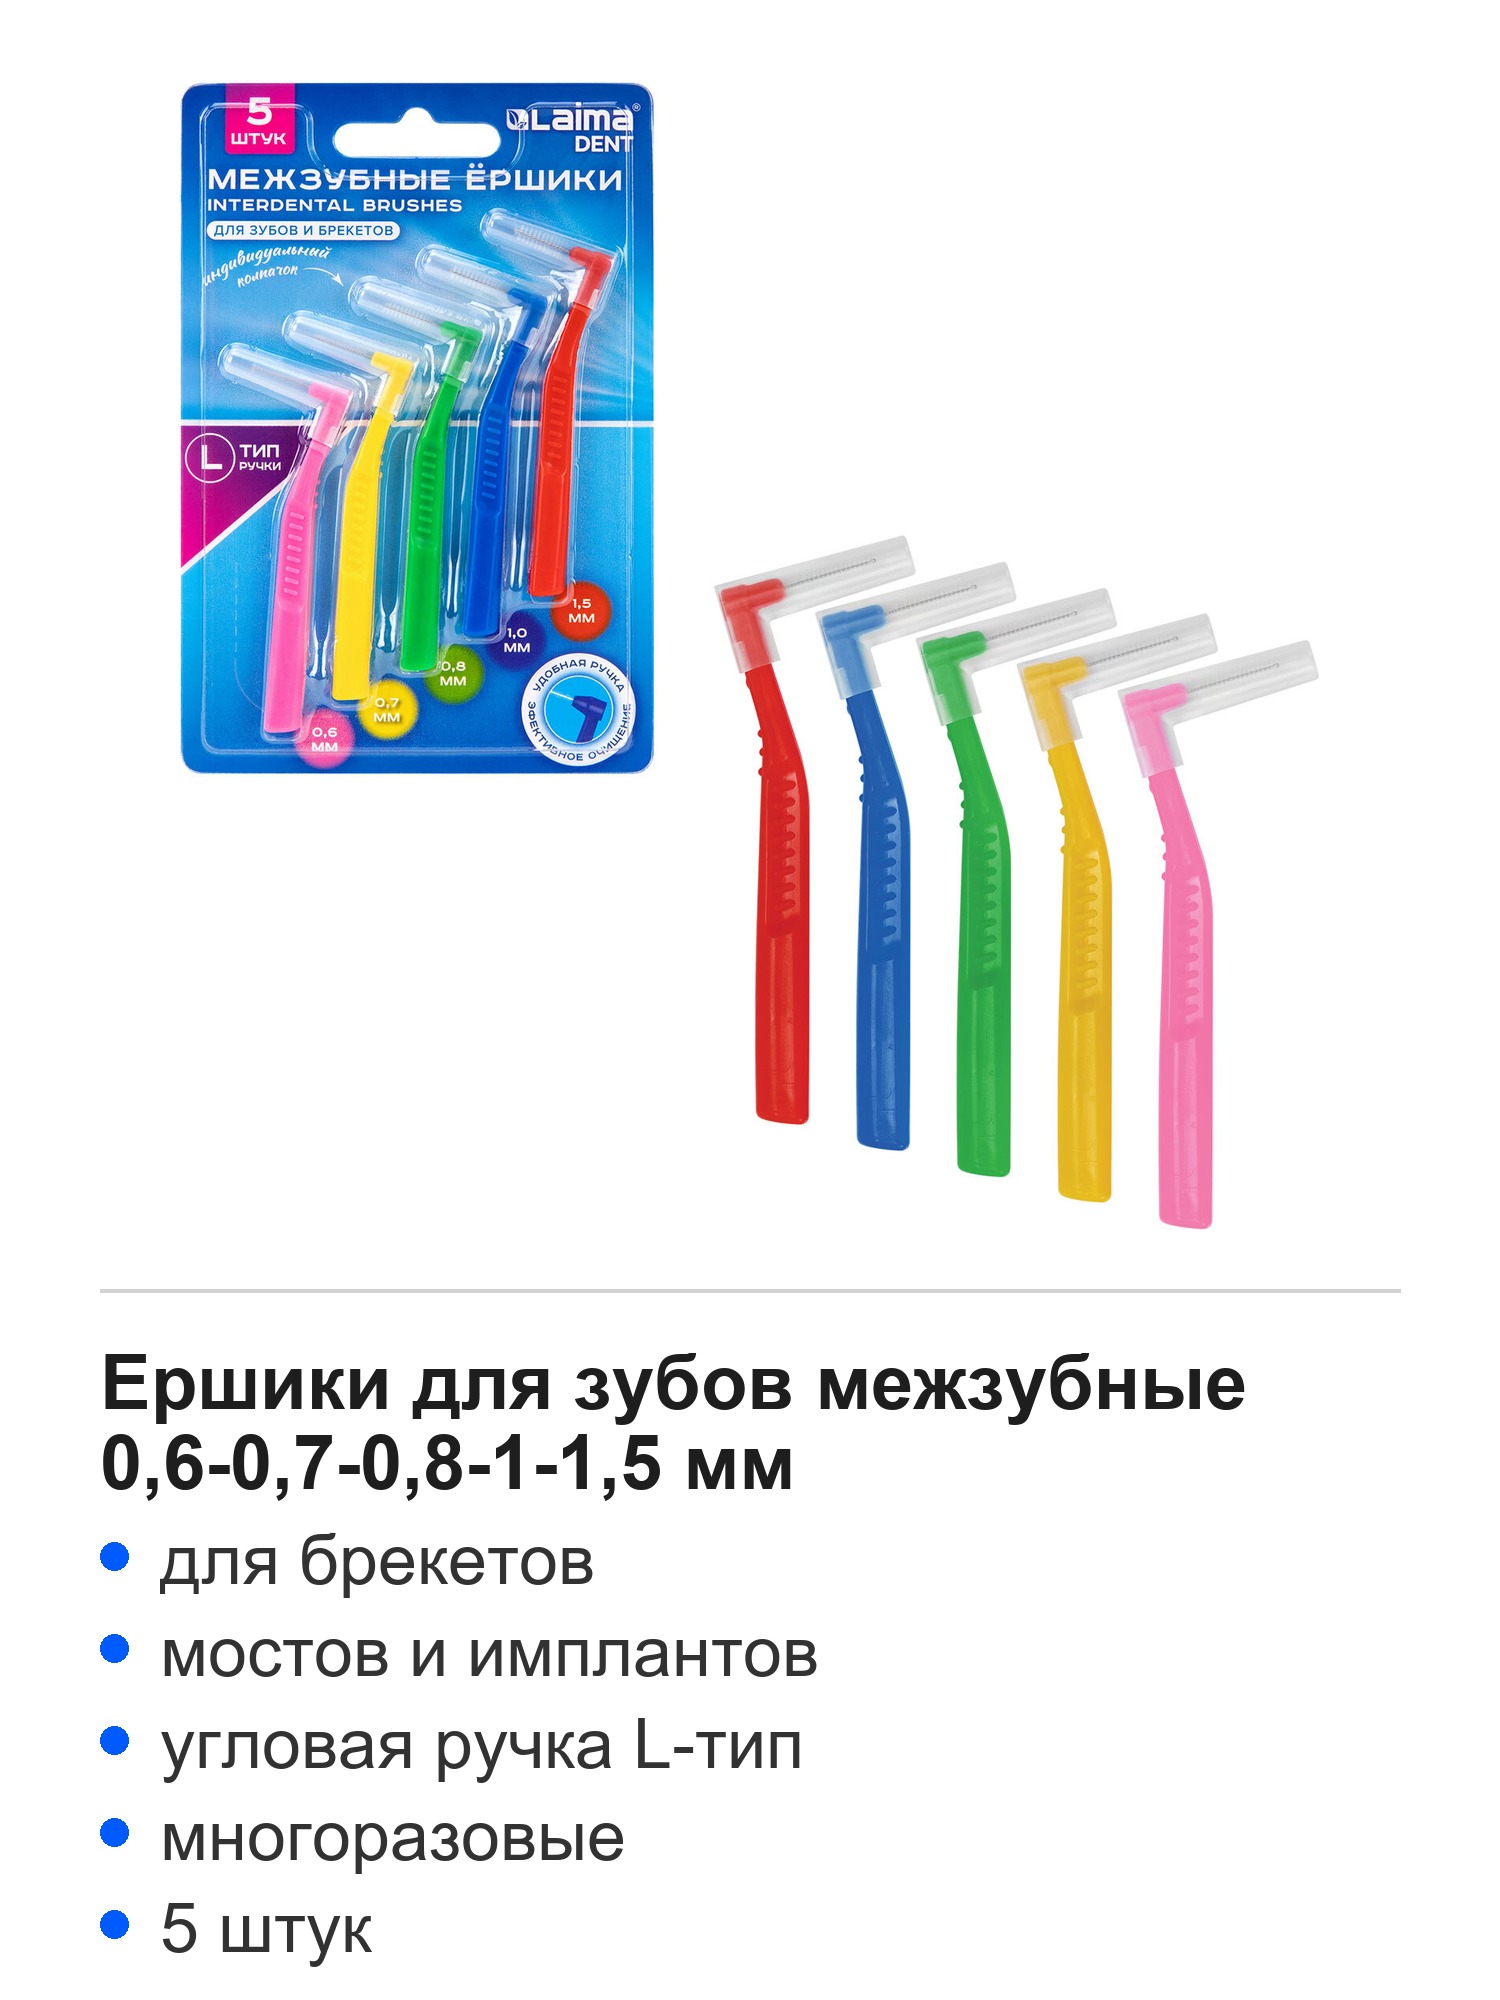 5
ШТУК
Laima®
DENT
МЕЖЗУБНЫЕ ЁРШИКИ
INTERDENTAL BRUSHES
ДЛЯ ЗУБОВ И БРЕКЕТОВ
индивидуальный
колпачок
L ТИП
РУЧКИ
1,5
ММ
1,0
ММ
0,8
ММ
0,7
ММ
0,6
ММ
УДОБНАЯ РУЧКА
ЭФЕКТИВНОЕ ОЧИЩЕНИЕ
Ершики для зубов межзубные
0,6-0,7-0,8-1-1,5 мм
для брекетов
мостов и имплантов
угловая ручка L-тип
многоразовые
5 штук